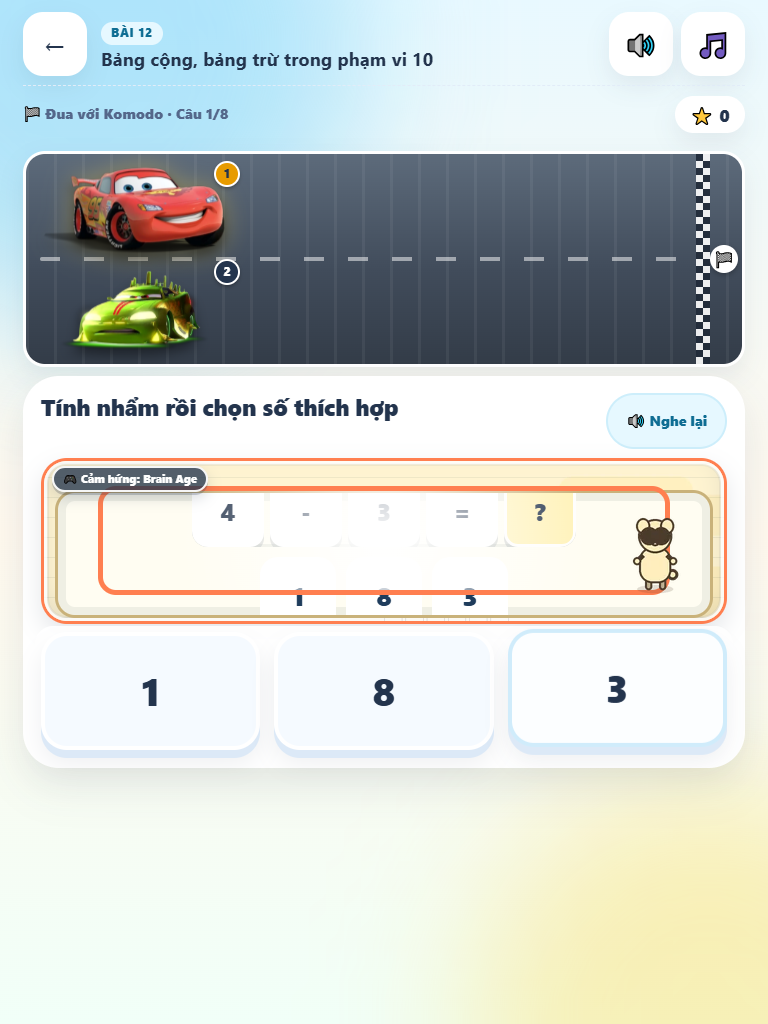 ←
BÀI 12
Bảng cộng, bảng trừ trong phạm vi 10
Đua với Komodo · Câu 1/8
0
1
2
Tính nhẩm rồi chọn số thích hợp
Nghe lại
Cảm hứng: Brain Age
4 - 3 = ?
1 8 3
1 8 3